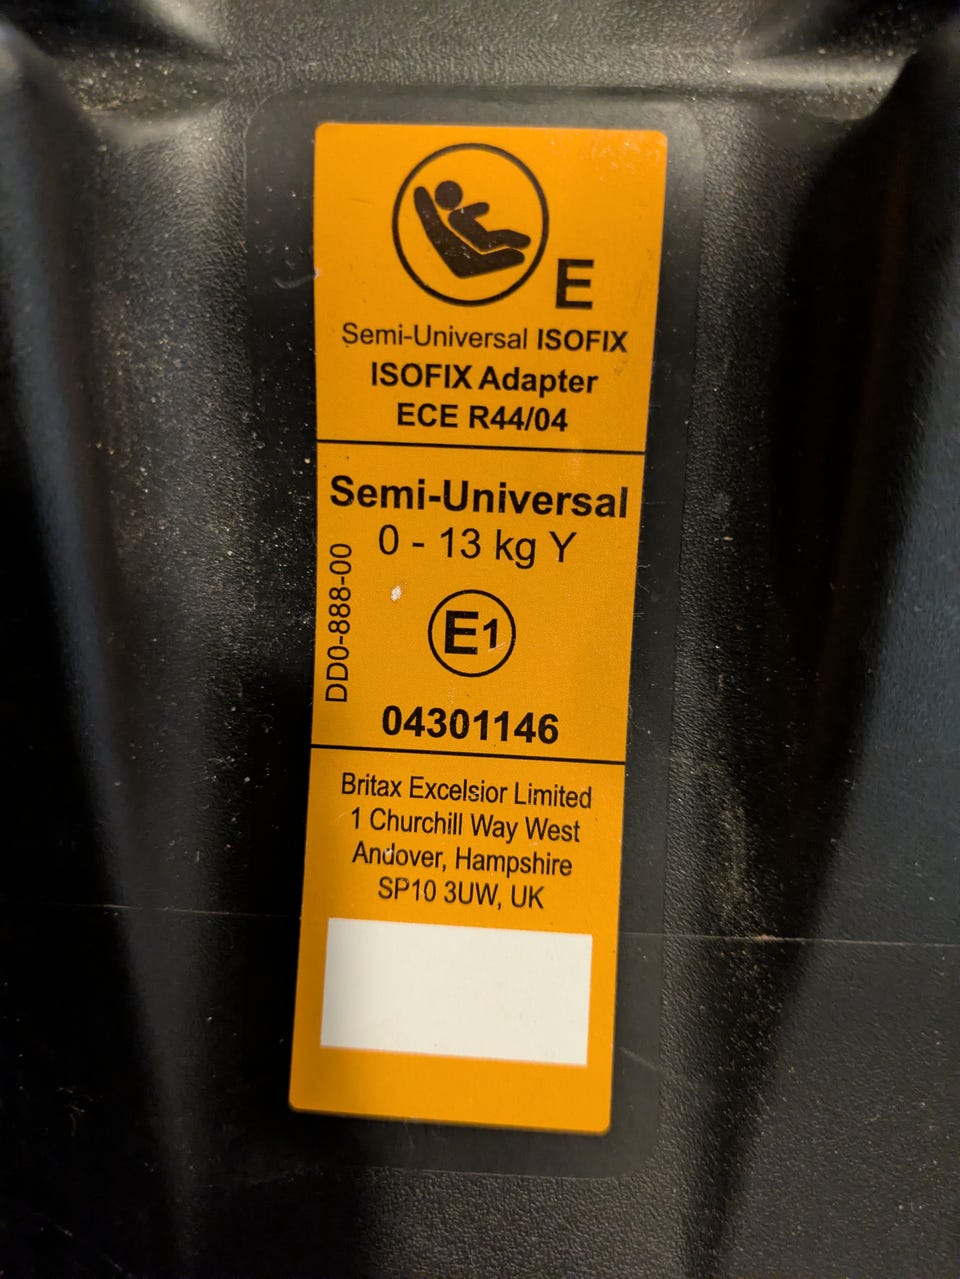 E
Semi-Universal ISOFIX
ISOFIX Adapter
ECE R44/04
Semi-Universal
0 - 13 kg Y
DD0-888-00
E1
04301146
Britax Excelsior Limited
1 Churchill Way West
Andover, Hampshire
SP10 3UW, UK